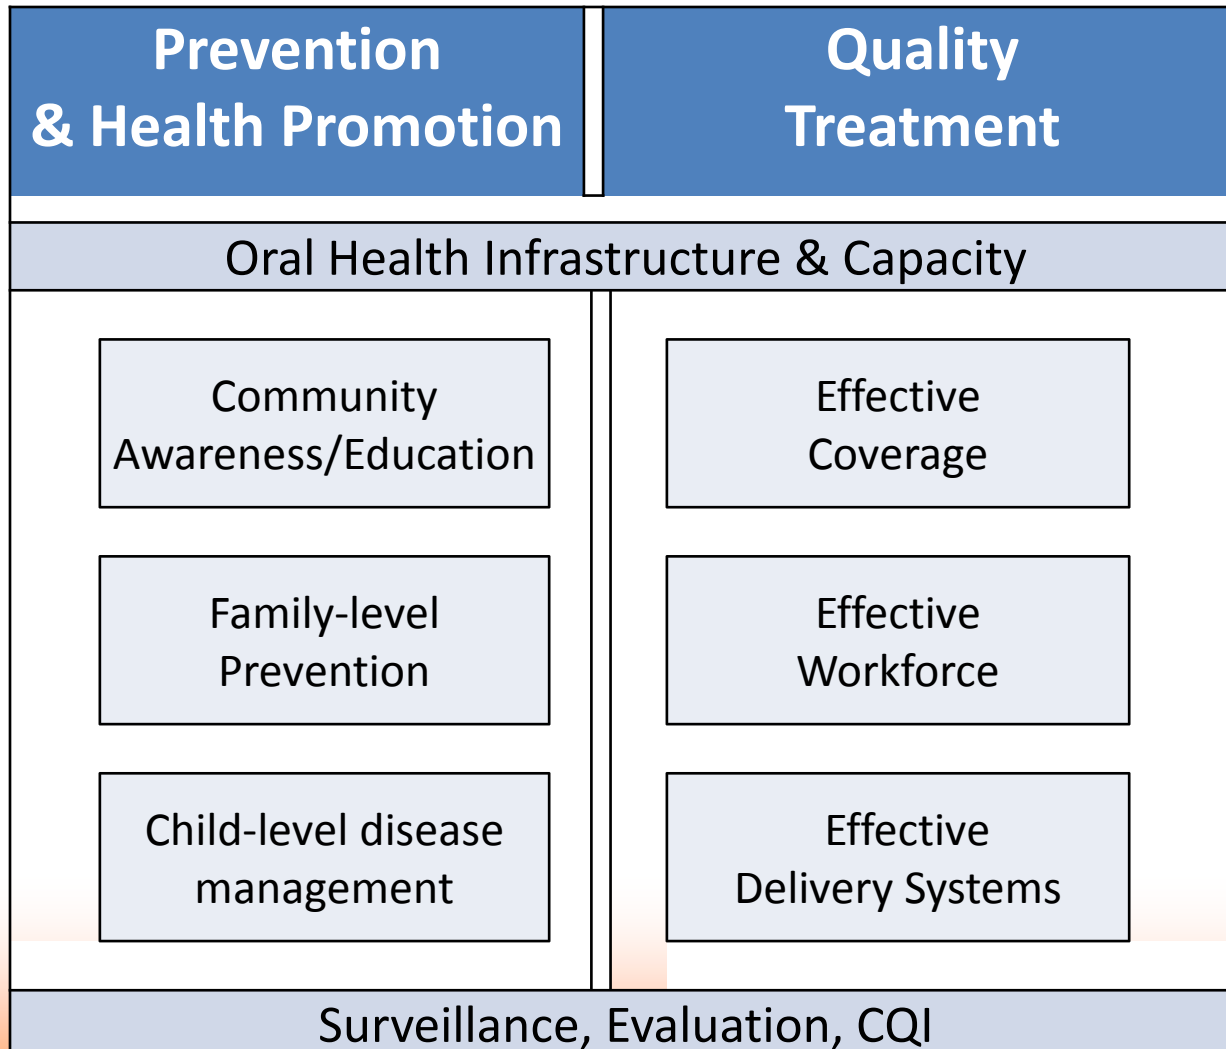 Prevention
& Health Promotion
Quality
Treatment
Oral Health Infrastructure & Capacity
Community
Awareness/Education
Effective
Coverage
Family-level
Prevention
Effective
Workforce
Child-level disease
management
Effective
Delivery Systems
Surveillance, Evaluation, CQI